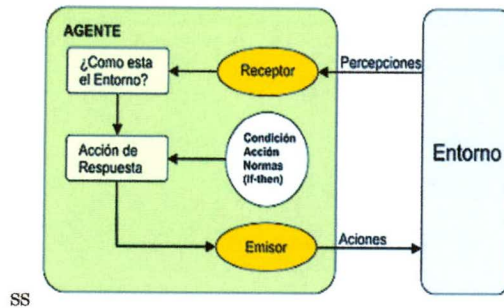 AGENTE
¿Como esta
el Entorno?
Receptor
Percepciones
Condición
Acción
Normas
(If-then)
Acción de
Respuesta
Entorno
Emisor
Aciones
ss